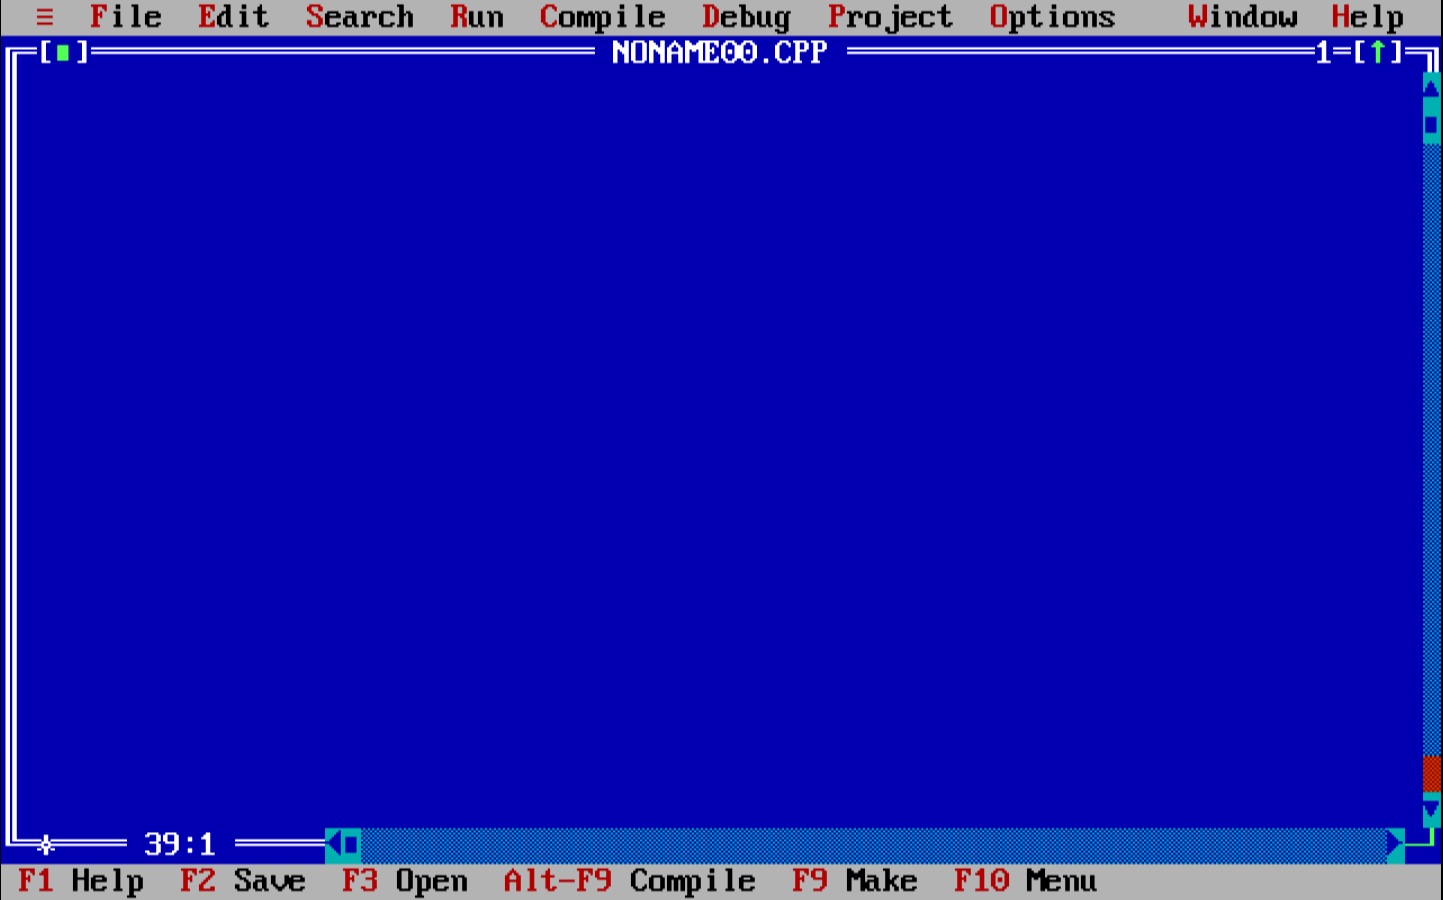 ≡ File Edit Search Run Compile Debug Project Options Window Help
[■] NONAME00.CPP 1=[↑]
39:1
F1 Help F2 Save F3 Open Alt-F9 Compile F9 Make F10 Menu